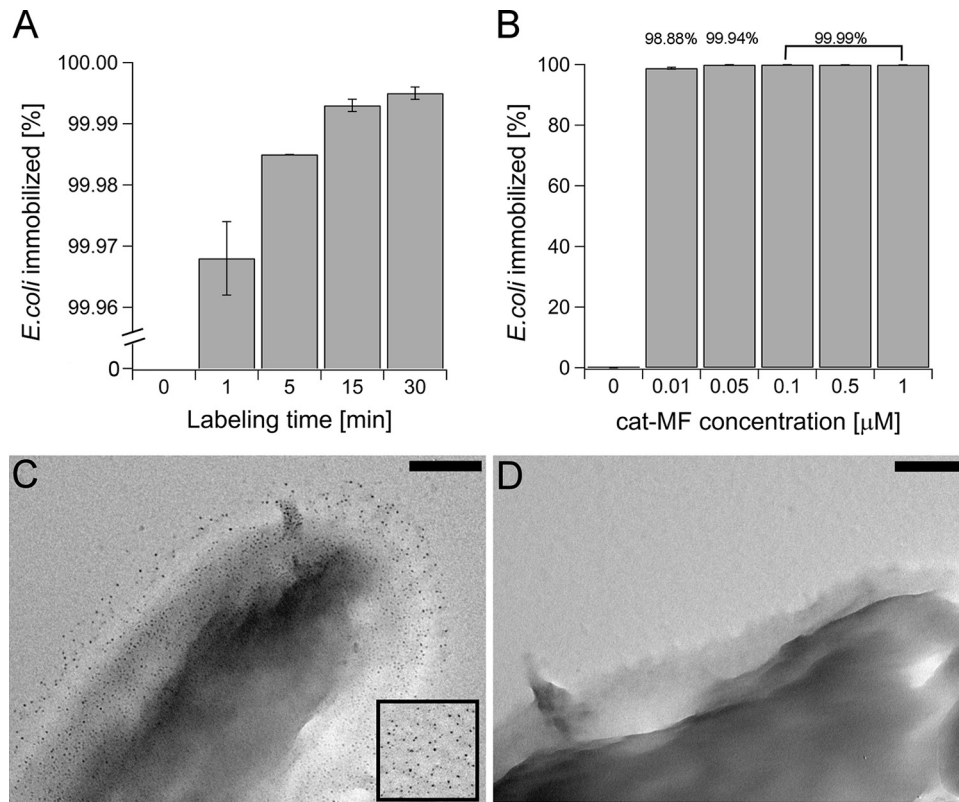 A
100.00
99.99
99.98
99.97
99.96
0
E.coli immobilized [%]
0 1 5 15 30
Labeling time [min]
B
98.88% 99.94% 99.99%
100
80
60
40
20
0
E.coli immobilized [%]
0 0.01 0.05 0.1 0.5 1
cat-MF concentration [μM]
C
D